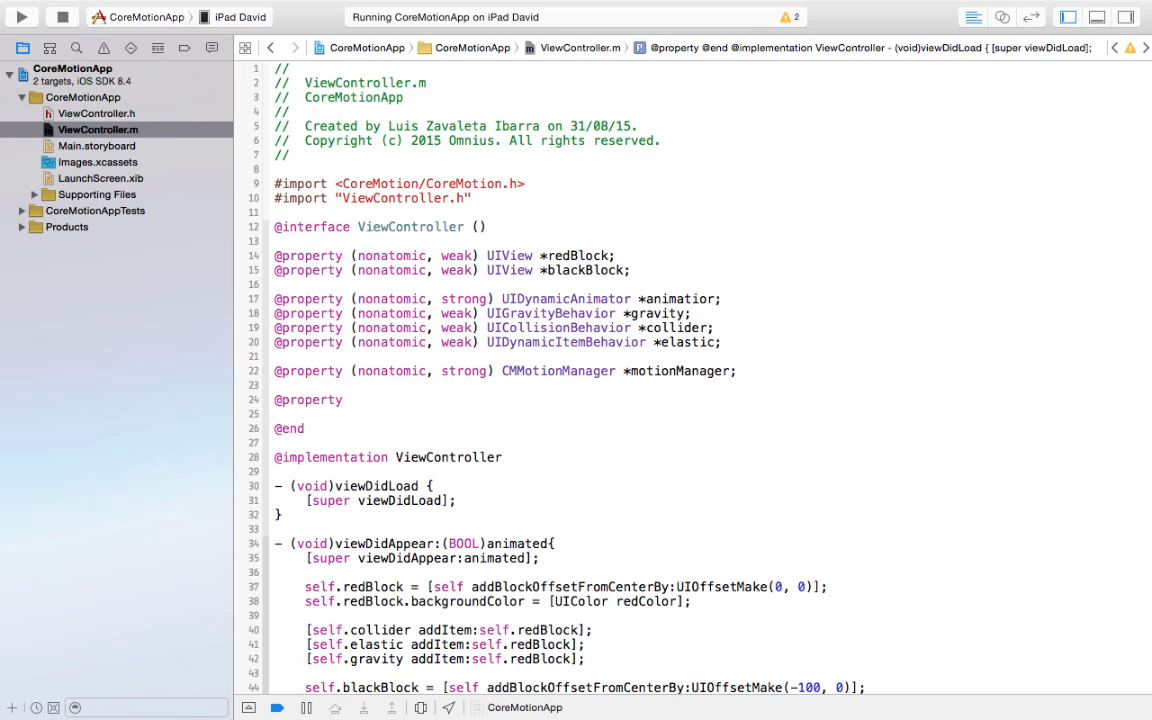 CoreMotionApp
iPad David
Running CoreMotionApp on iPad David
2
CoreMotionApp
CoreMotionApp
ViewController.m
@property @end @implementation ViewController - (void)viewDidLoad { [super viewDidLoad];
CoreMotionApp
2 targets, iOS SDK 8.4
CoreMotionApp
ViewController.h
ViewController.m
Main.storyboard
Images.xcassets
LaunchScreen.xib
Supporting Files
CoreMotionAppTests
Products
1 //
2 // ViewController.m
3 // CoreMotionApp
4 //
5 // Created by Luis Zavaleta Ibarra on 31/08/15.
6 // Copyright (c) 2015 Omnius. All rights reserved.
7 //
8
9 #import <CoreMotion/CoreMotion.h>
10 #import "ViewController.h"
11
12 @interface ViewController ()
13
14 @property (nonatomic, weak) UIView *redBlock;
15 @property (nonatomic, weak) UIView *blackBlock;
16
17 @property (nonatomic, strong) UIDynamicAnimator *animatior;
18 @property (nonatomic, weak) UIGravityBehavior *gravity;
19 @property (nonatomic, weak) UICollisionBehavior *collider;
20 @property (nonatomic, weak) UIDynamicItemBehavior *elastic;
21
22 @property (nonatomic, strong) CMMotionManager *motionManager;
23
24 @property
25
26 @end
27
28 @implementation ViewController
29
30 - (void)viewDidLoad {
31 [super viewDidLoad];
32 }
33
34 - (void)viewDidAppear:(BOOL)animated{
35 [super viewDidAppear:animated];
36
37 self.redBlock = [self addBlockOffsetFromCenterBy:UIOffsetMake(0, 0)];
38 self.redBlock.backgroundColor = [UIColor redColor];
39
40 [self.collider addItem:self.redBlock];
41 [self.elastic addItem:self.redBlock];
42 [self.gravity addItem:self.redBlock];
43
44 self.blackBlock = [self addBlockOffsetFromCenterBy:UIOffsetMake(-100, 0)];
CoreMotionApp